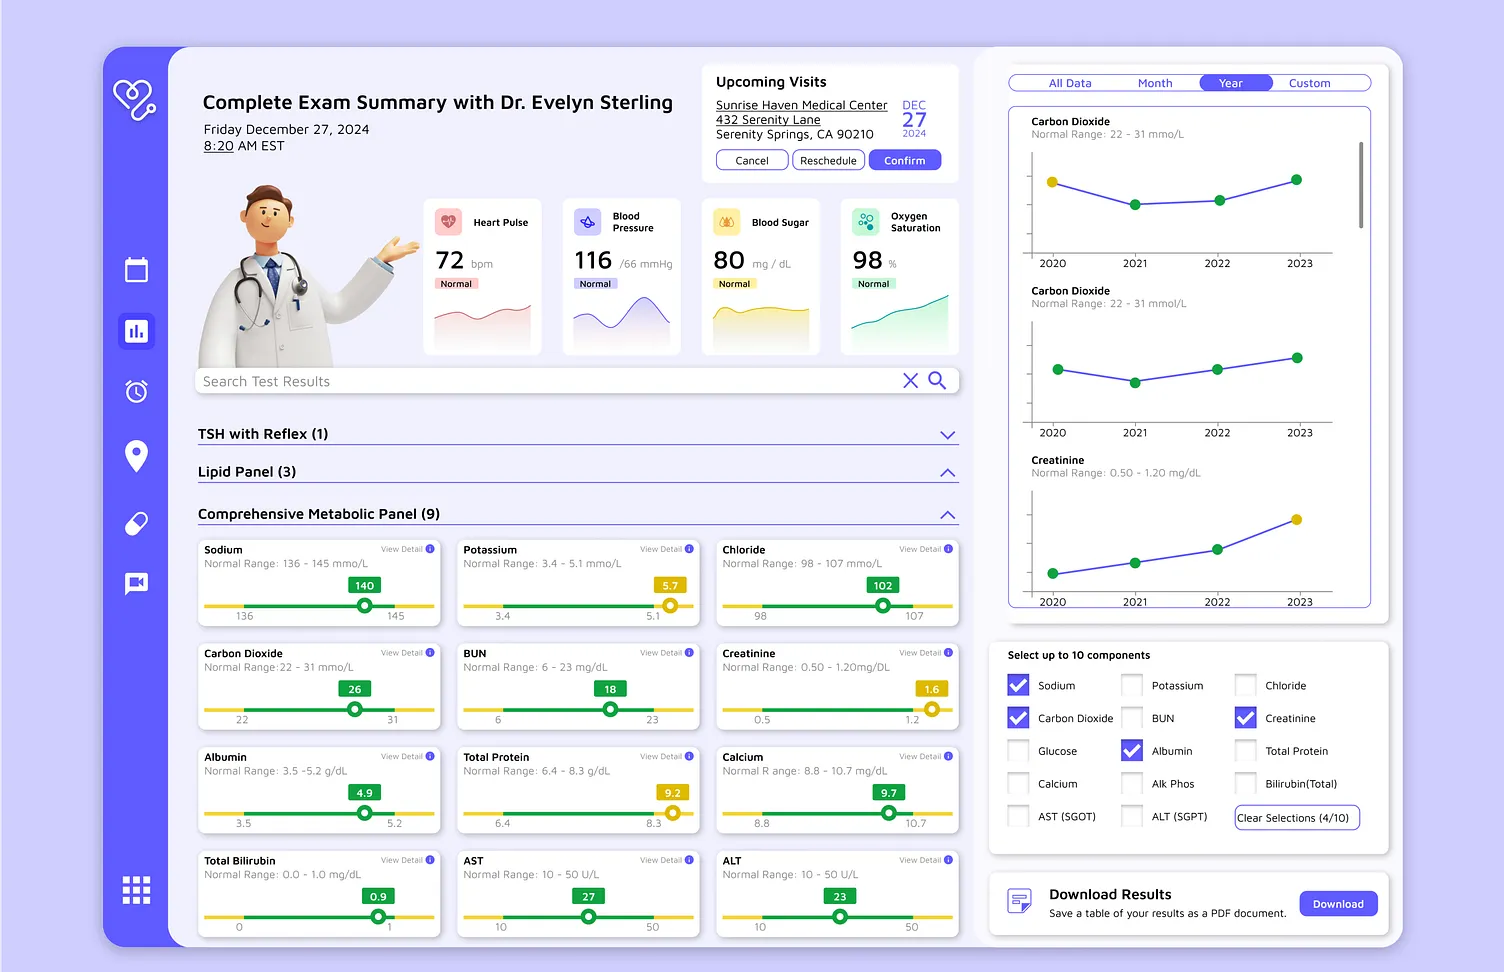 Complete Exam Summary with Dr. Evelyn Sterling
Friday December 27, 2024
8:20 AM EST
Upcoming Visits
Sunrise Haven Medical Center
432 Serenity Lane
Serenity Springs, CA 90210
DEC
27
2024
Cancel
Reschedule
Confirm
Heart Pulse
72 bpm
Normal
Blood
Pressure
116 /66 mmHg
Normal
Blood Sugar
80 mg / dL
Normal
Oxygen
Saturation
98 %
Normal
Search Test Results
TSH with Reflex (1)
Lipid Panel (3)
Comprehensive Metabolic Panel (9)
Sodium View Detail i
Normal Range: 136 - 145 mmo/L
140
136 145
Potassium View Detail i
Normal Range: 3.4 - 5.1 mmo/L
5.7
3.4 5.1
Chloride View Detail i
Normal Range: 98 - 107 mmo/L
102
98 107
Carbon Dioxide View Detail i
Normal Range:22 - 31 mmo/L
26
22 31
BUN View Detail i
Normal Range: 6 - 23 mg/dL
18
6 23
Creatinine View Detail i
Normal Range: 0.50 - 1.20mg/DL
1.6
0.5 1.2
Albumin View Detail i
Normal Range: 3.5 -5.2 g/dL
4.9
3.5 5.2
Total Protein View Detail i
Normal Range: 6.4 - 8.3 g/dL
9.2
6.4 8.3
Calcium View Detail i
Normal R ange: 8.8 - 10.7 mg/dL
9.7
8.8 10.7
Total Bilirubin View Detail i
Normal Range: 0.0 - 1.0 mg/dL
0.9
0 1
AST View Detail i
Normal Range: 10 - 50 U/L
27
10 50
ALT View Detail i
Normal Range: 10 - 50 U/L
23
10 50
All Data
Month
Year
Custom
Carbon Dioxide
Normal Range: 22 - 31 mmo/L
2020 2021 2022 2023
Carbon Dioxide
Normal Range: 22 - 31 mmol/L
2020 2021 2022 2023
Creatinine
Normal Range: 0.50 - 1.20 mg/dL
2020 2021 2022 2023
Select up to 10 components
Sodium
Potassium
Chloride
Carbon Dioxide
BUN
Creatinine
Glucose
Albumin
Total Protein
Calcium
Alk Phos
Bilirubin(Total)
AST (SGOT)
ALT (SGPT)
Clear Selections (4/10)
Download Results
Save a table of your results as a PDF document.
Download